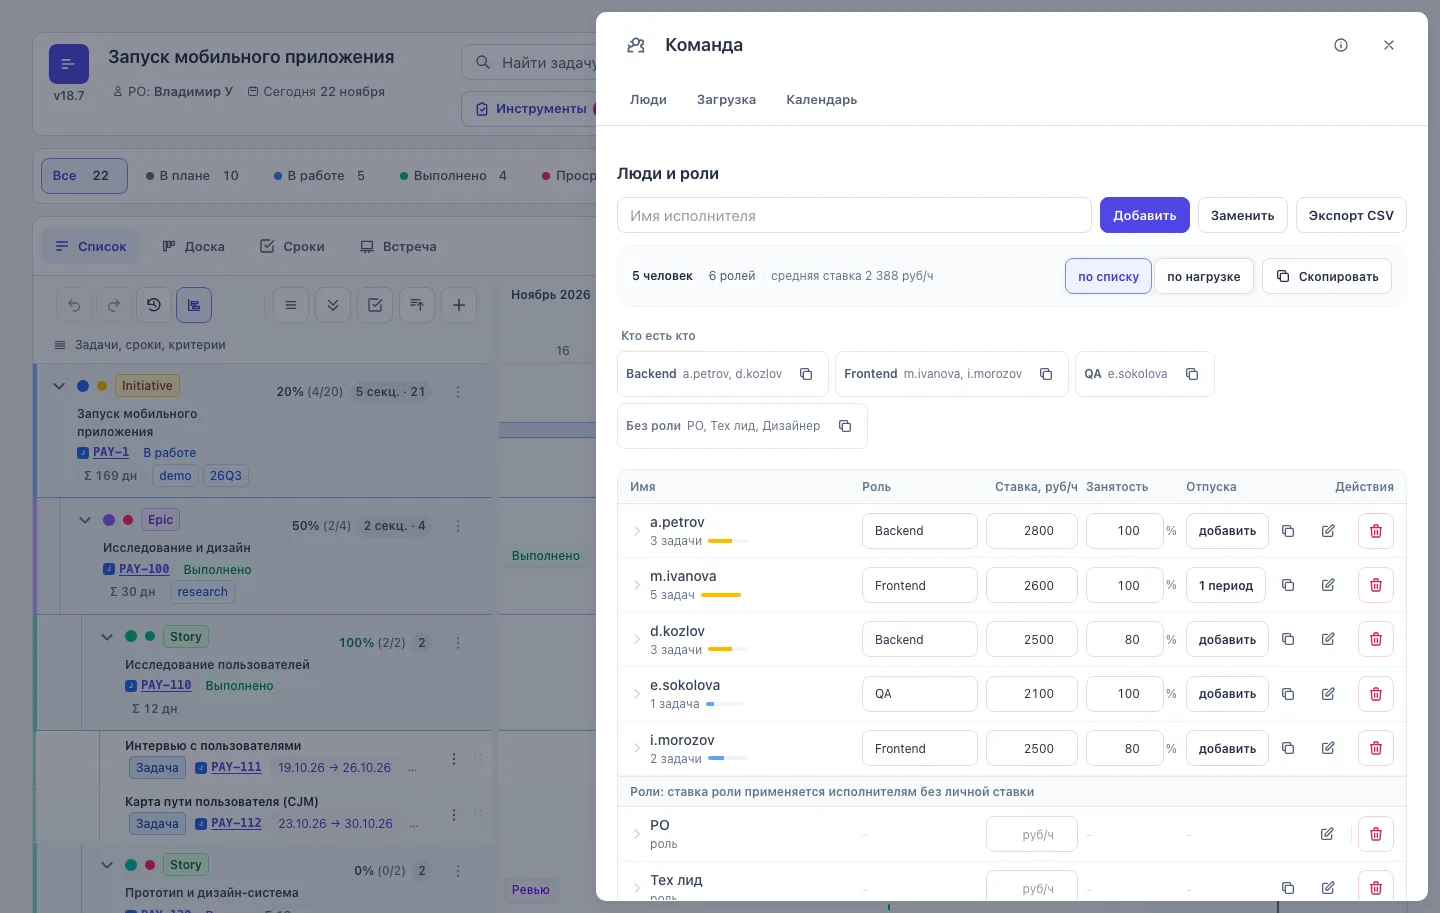 Запуск мобильного приложения
v18.7
PO: Владимир У
Сегодня 22 ноября
Найти задачу
Инструменты
Все 22
В плане 10
В работе 5
Выполнено 4
Проср
Список
Доска
Сроки
Встреча
Ноябрь 2026
16
Задачи, сроки, критерии
Initiative
20% (4/20)
5 секц. · 21
Запуск мобильного
приложения
PAY-1 В работе
Σ 169 дн demo 26Q3
Epic
50% (2/4)
2 секц. · 4
Исследование и дизайн
PAY-100 Выполнено
Σ 30 дн research
Выполнено
Story
100% (2/2) 2
Исследование пользователей
PAY-110 Выполнено
Σ 12 дн
Интервью с пользователями
Задача PAY-111 19.10.26 → 26.10.26 ...
Карта пути пользователя (CJM)
Задача PAY-112 23.10.26 → 30.10.26 ...
Story
0% (0/2) 2
Прототип и дизайн-система
Ревью
Команда
Люди Загрузка Календарь
Люди и роли
Имя исполнителя
Добавить
Заменить
Экспорт CSV
5 человек · 6 ролей · средняя ставка 2 388 руб/ч
по списку
по нагрузке
Скопировать
Кто есть кто
Backend a.petrov, d.kozlov
Frontend m.ivanova, i.morozov
QA e.sokolova
Без роли PO, Тех лид, Дизайнер
Имя Роль Ставка, руб/ч Занятость Отпуска Действия
a.petrov
3 задачи
Backend 2800 100 % добавить
m.ivanova
5 задач
Frontend 2600 100 % 1 период
d.kozlov
3 задачи
Backend 2500 80 % добавить
e.sokolova
1 задача
QA 2100 100 % добавить
i.morozov
2 задачи
Frontend 2500 80 % добавить
Роли: ставка роли применяется исполнителям без личной ставки
PO
роль
- руб/ч - -
Тех лид
роль
- руб/ч - -